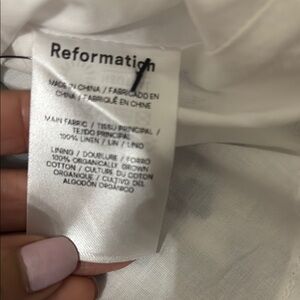 Reformation
MADE IN CHINA / FABRICADO EN
CHINA / FABRIQUÉ EN CHINE
MAIN FABRIC / TISSU PRINCIPAL /
TEJIDO PRINCIPAL
100% LINEN / LIN / LINO
LINING / DOUBLURE / FORRO
100% ORGANICALLY GROWN
COTTON / CULTURE DU COTON
ORGANIQUE / CULTIVO DEL
ALGODÓN ORGÁNICO